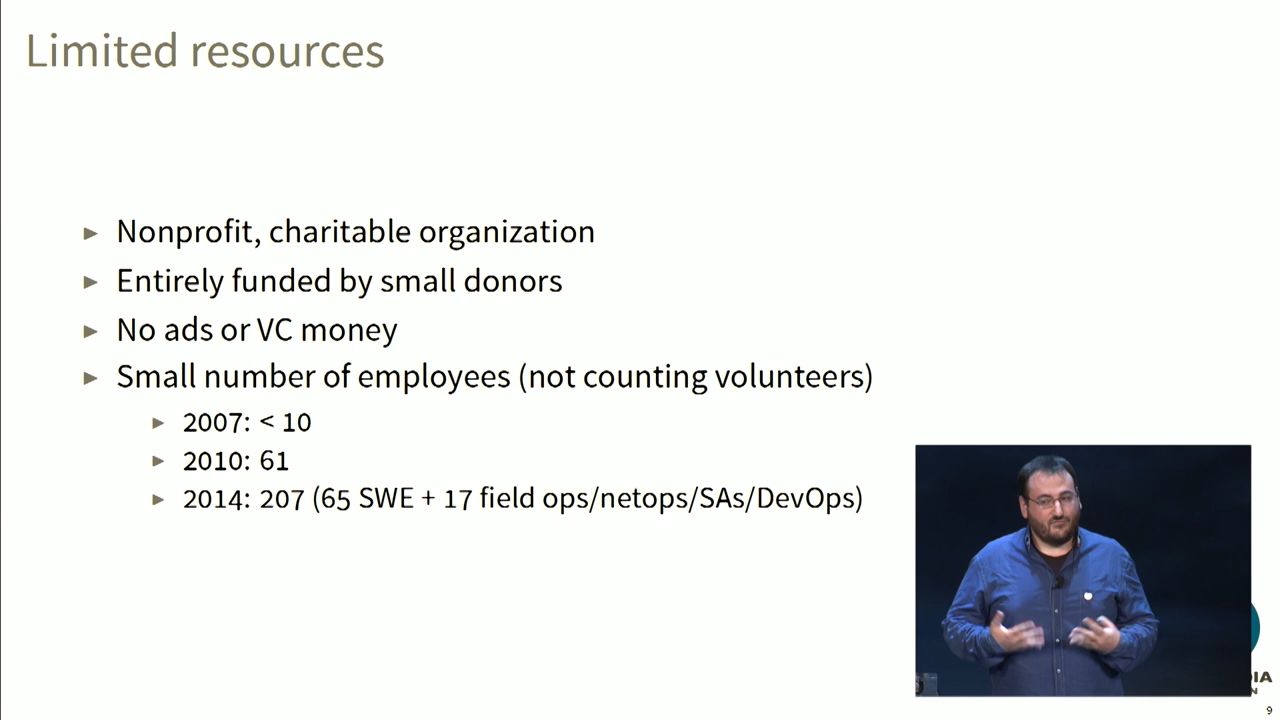 Limited resources
Nonprofit, charitable organization
Entirely funded by small donors
No ads or VC money
Small number of employees (not counting volunteers)
2007: < 10
2010: 61
2014: 207 (65 SWE + 17 field ops/netops/SAs/DevOps)
DIA
N
9